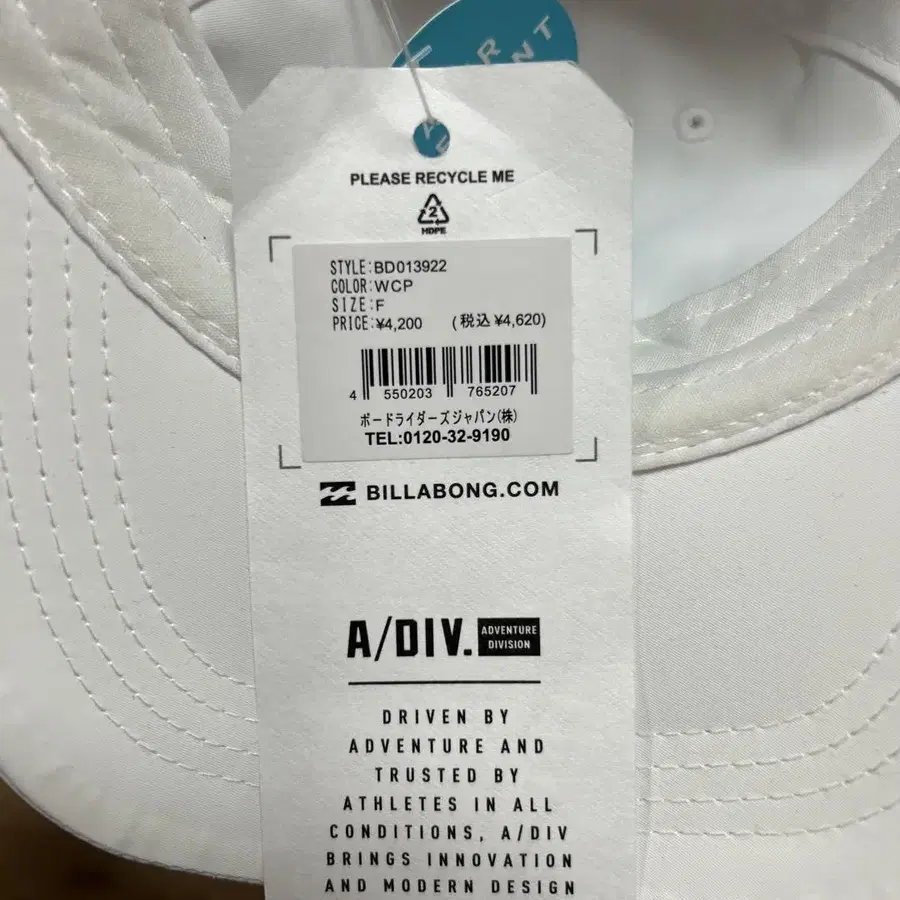 PLEASE RECYCLE ME
2
HDPE
STYLE:BD013922
COLOR:WCP
SIZE:F
PRICE:¥4,200 (税込¥4,620)
4 550203 765207
ボードライダーズジャパン(株)
TEL:0120-32-9190
BILLABONG.COM
A/DIV. ADVENTURE DIVISION
DRIVEN BY
ADVENTURE AND
TRUSTED BY
ATHLETES IN ALL
CONDITIONS, A/DIV
BRINGS INNOVATION
AND MODERN DESIGN